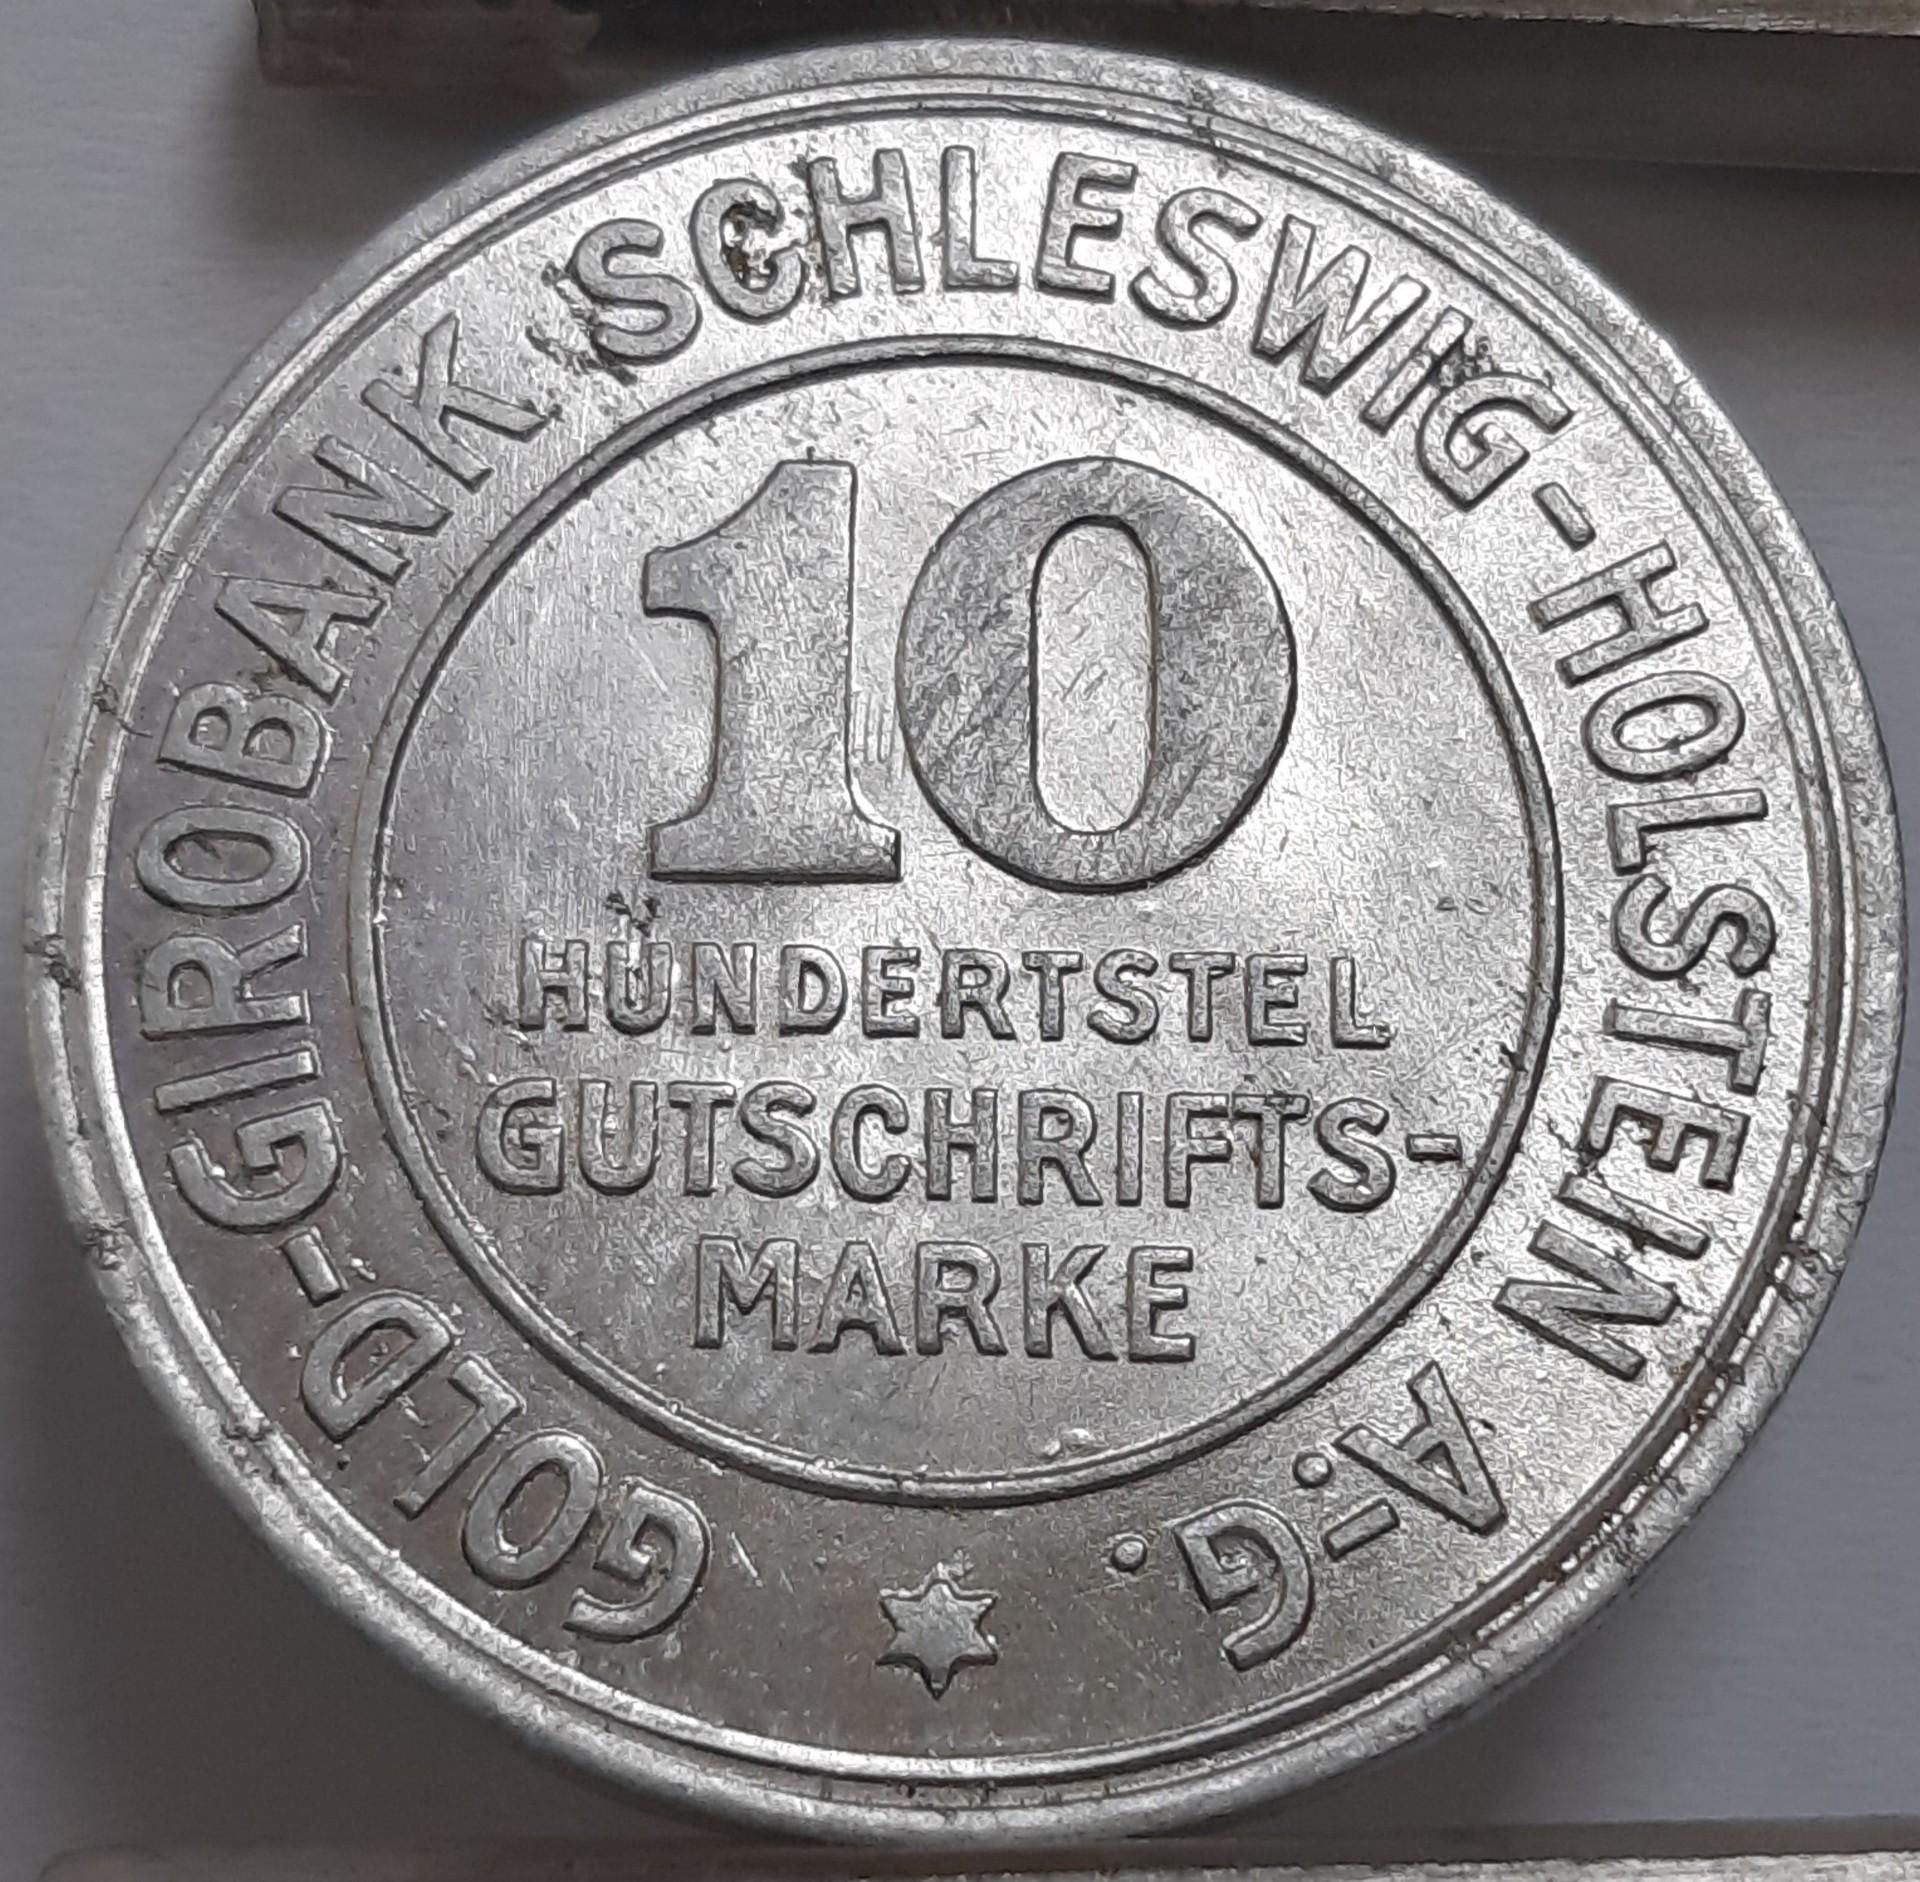 GOLD-GIROBANK SCHLESWIG-HOLSTEIN A.-G.
10
HUNDERTSTEL
GUTSCHRIFTS-
MARKE